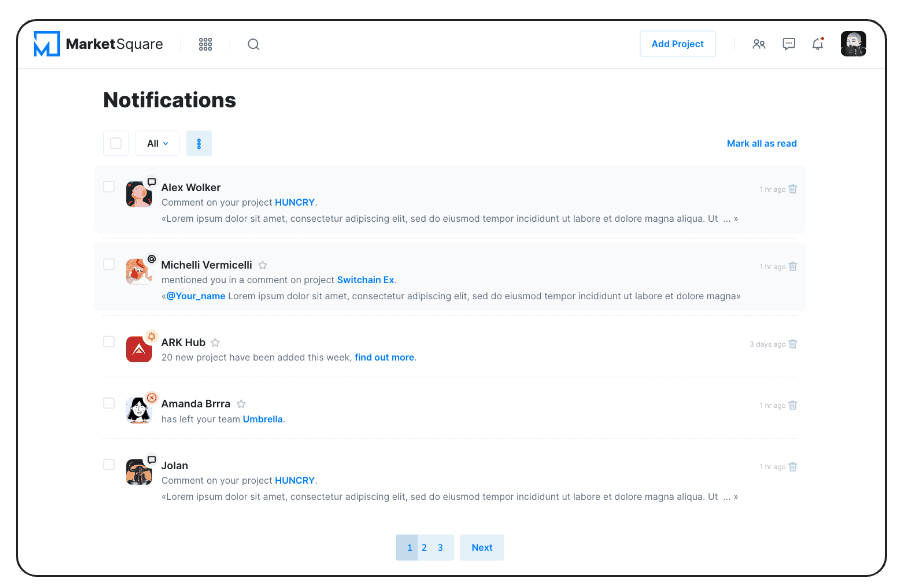 MarketSquare
Add Project
Notifications
All
Mark all as read
Alex Wolker
1 hr ago
Comment on your project HUNCRY.
«Lorem ipsum dolor sit amet, consectetur adipiscing elit, sed do eiusmod tempor incididunt ut labore et dolore magna aliqua. Ut ... »
@
Michelli Vermicelli
1 hr ago
mentioned you in a comment on project Switchain Ex.
«@Your_name Lorem ipsum dolor sit amet, consectetur adipiscing elit, sed do eiusmod tempor incididunt ut labore et dolore magna»
ARK Hub
3 days ago
20 new project have been added this week, find out more.
Amanda Brrra
1 hr ago
has left your team Umbrella.
Jolan
1 hr ago
Comment on your project HUNCRY.
«Lorem ipsum dolor sit amet, consectetur adipiscing elit, sed do eiusmod tempor incididunt ut labore et dolore magna aliqua. Ut ... »
1 2 3 Next